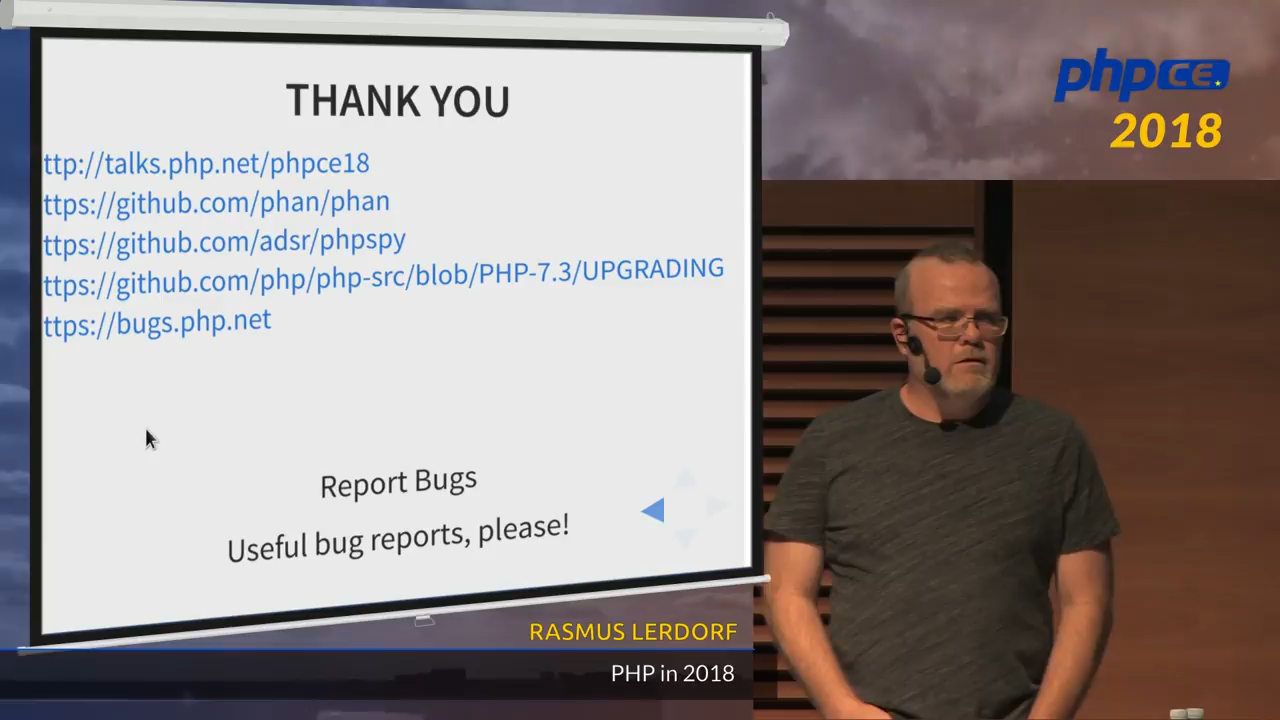 THANK YOU
ttp://talks.php.net/phpce18
ttps://github.com/phan/phan
ttps://github.com/adsr/phpspy
ttps://github.com/php/php-src/blob/PHP-7.3/UPGRADING
ttps://bugs.php.net
Report Bugs
Useful bug reports, please!
phpCE
2018
RASMUS LERDORF
PHP in 2018